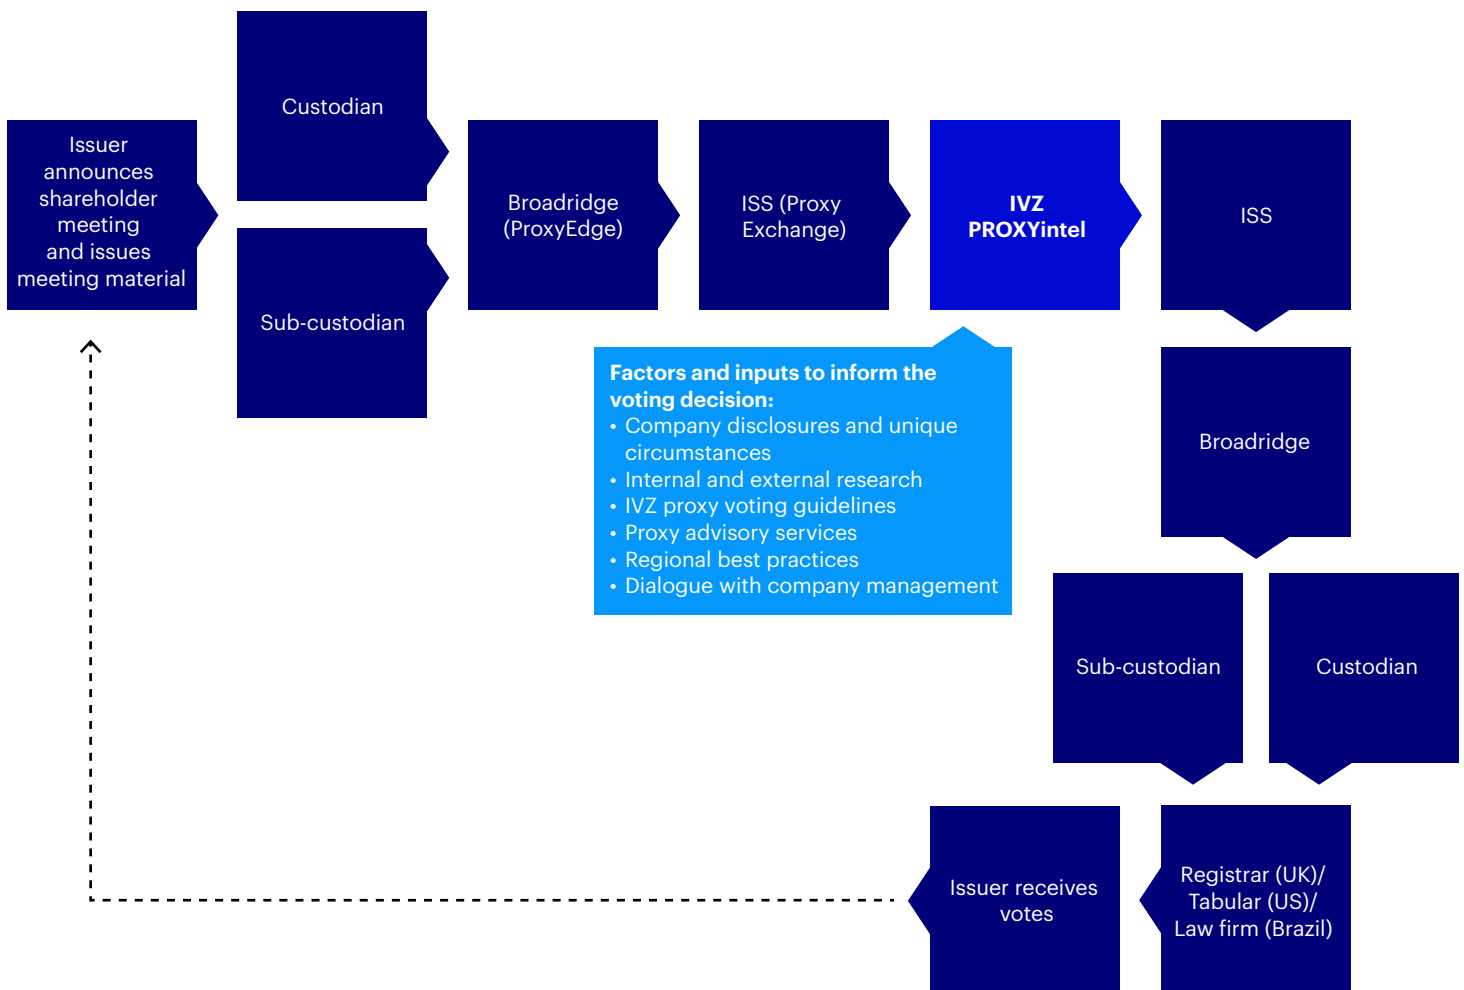 Issuer
announces
shareholder
meeting
and issues
meeting material
Custodian
Sub-custodian
Broadridge
(ProxyEdge)
ISS (Proxy
Exchange)
IVZ
PROXYintel
ISS
Factors and inputs to inform the
voting decision:
• Company disclosures and unique
circumstances
• Internal and external research
• IVZ proxy voting guidelines
• Proxy advisory services
• Regional best practices
• Dialogue with company management
Broadridge
Sub-custodian
Custodian
Registrar (UK)/
Tabular (US)/
Law firm (Brazil)
Issuer receives
votes